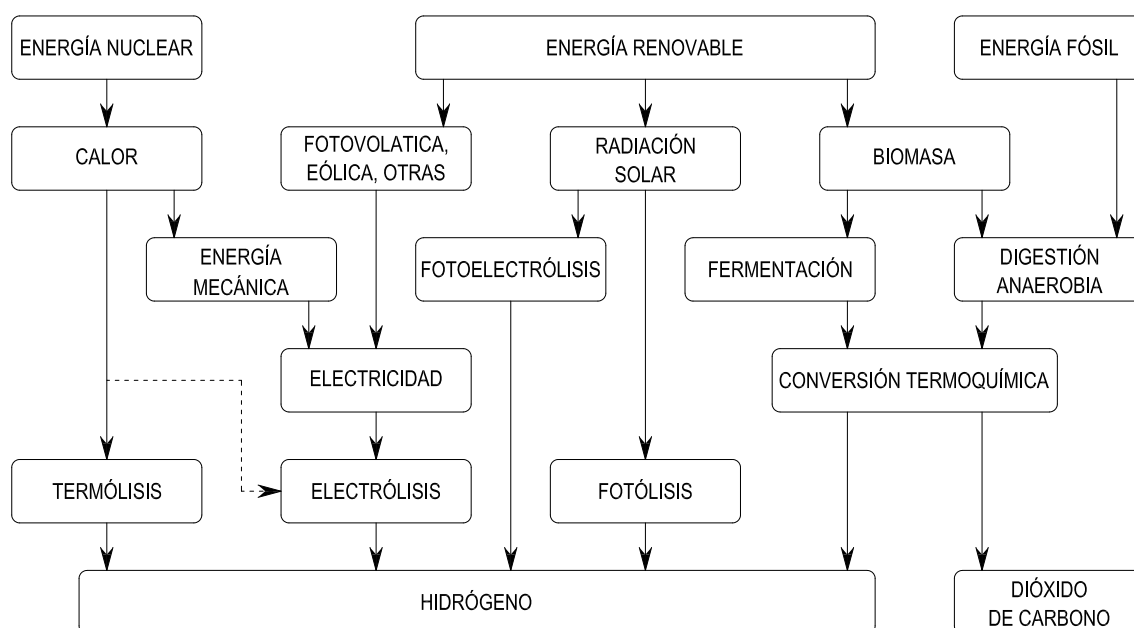 ENERGÍA NUCLEAR
ENERGÍA RENOVABLE
ENERGÍA FÓSIL
CALOR
FOTOVOLATICA,
EÓLICA, OTRAS
RADIACIÓN
SOLAR
BIOMASA
ENERGÍA
MECÁNICA
FOTOELECTRÓLISIS
FERMENTACIÓN
DIGESTIÓN
ANAEROBIA
ELECTRICIDAD
CONVERSIÓN TERMOQUÍMICA
TERMÓLISIS
ELECTRÓLISIS
FOTÓLISIS
HIDRÓGENO
DIÓXIDO
DE CARBONO